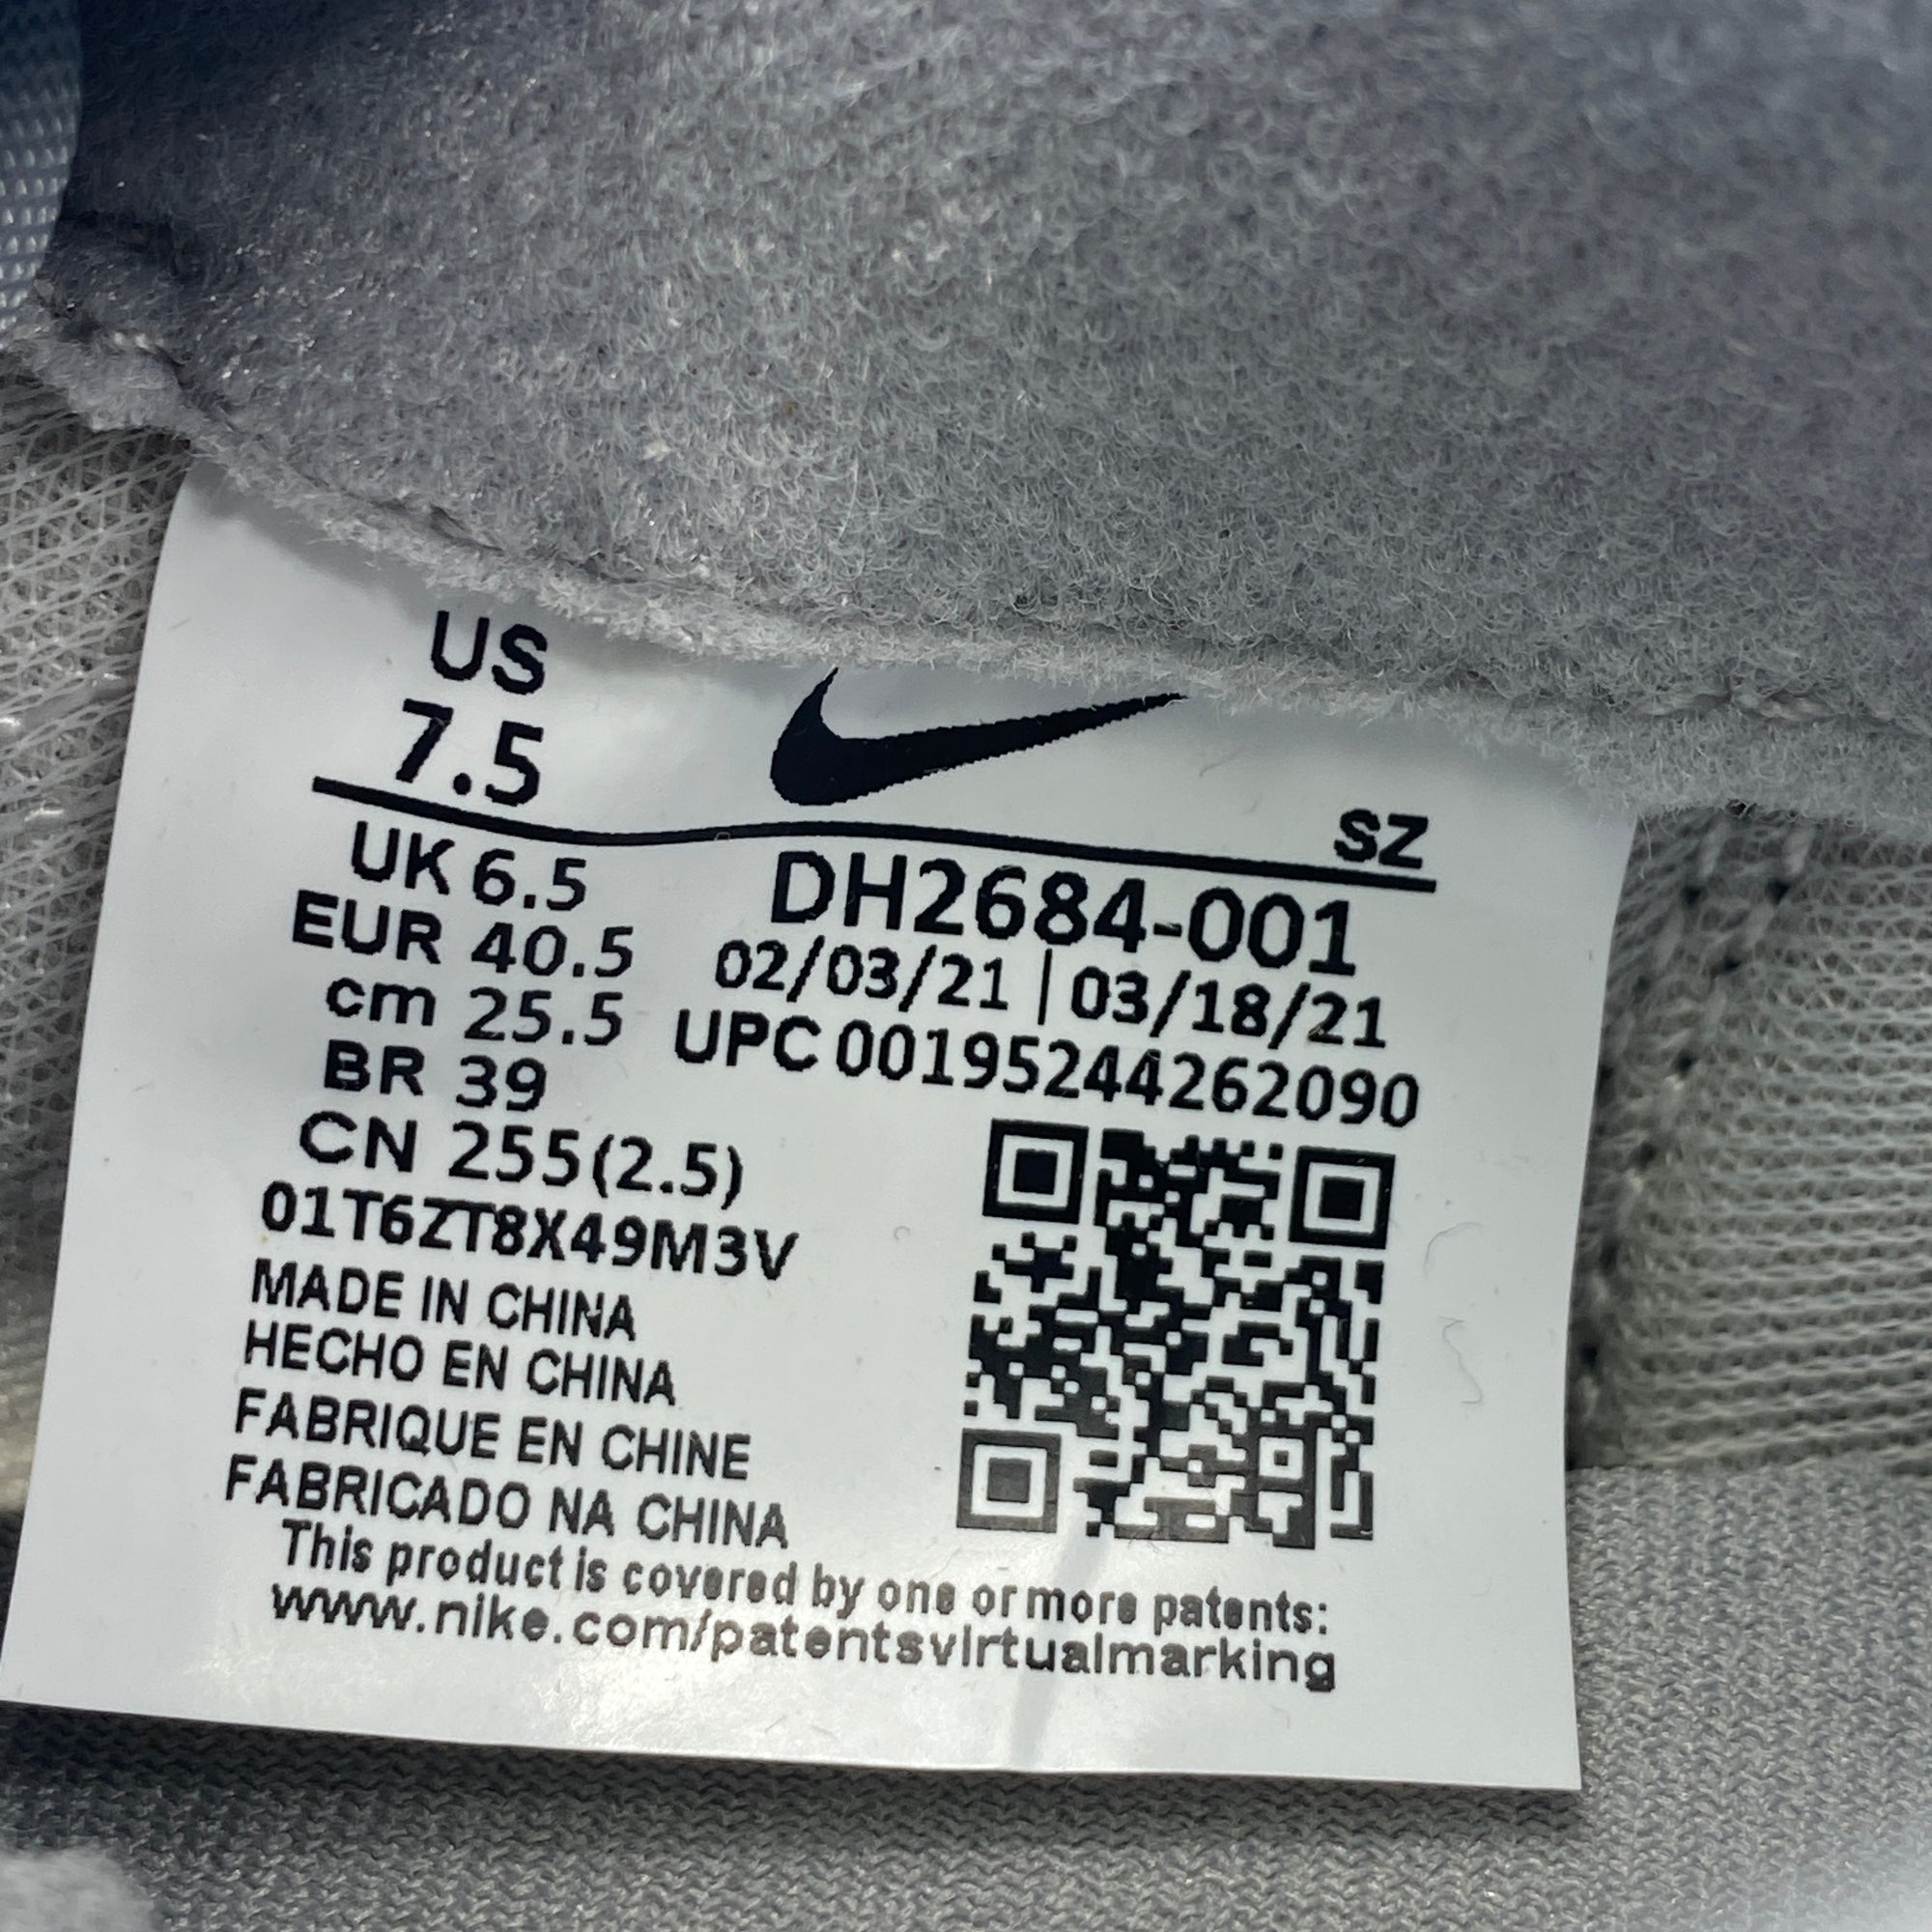 US
7.5
SZ
UK 6.5
DH2684-001
EUR 40.5
02/03/21 | 03/18/21
cm 25.5
UPC 00195244262090
BR 39
CN 255(2.5)
01T6ZT8X49M3V
MADE IN CHINA
HECHO EN CHINA
FABRIQUE EN CHINE
FABRICADO NA CHINA
This product is covered by one or more patents:
www.nike.com/patentsvirtualmarking